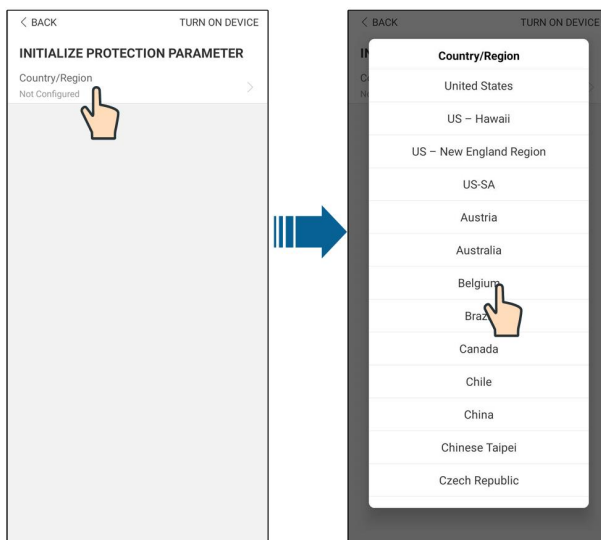 < BACK TURN ON DEVICE
INITIALIZE PROTECTION PARAMETER
Country/Region
Not Configured
< BACK TURN ON DEVICE
Country/Region
United States
US – Hawaii
US – New England Region
US-SA
Austria
Australia
Belgium
Canada
Chile
China
Chinese Taipei
Czech Republic